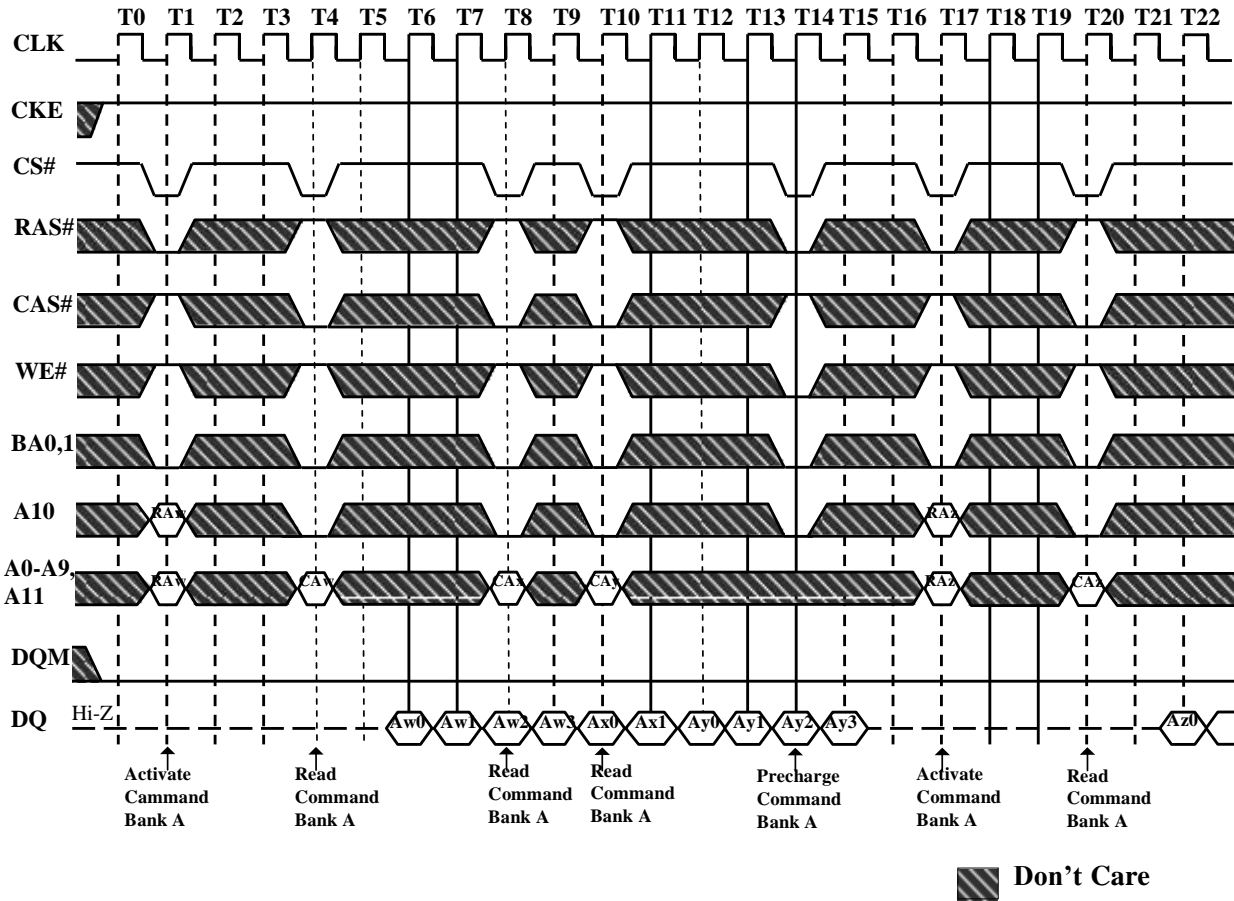 T0 T1 T2 T3 T4 T5 T6 T7 T8 T9 T10 T11 T12 T13 T14 T15 T16 T17 T18 T19 T20 T21 T22
CLK
CKE
CS#
RAS#
CAS#
WE#
BA0,1
A10 RAw RAz
A0-A9,
A11 RAw CAw CAx CAy RAz CAz
DQM
DQ Hi-Z Aw0 Aw1 Aw2 Aw3 Ax0 Ax1 Ay0 Ay1 Ay2 Ay3 Az0
Activate
Cammand
Bank A
Read
Command
Bank A
Read
Command
Bank A
Read
Command
Bank A
Precharge
Command
Bank A
Activate
Command
Bank A
Read
Command
Bank A
Don't Care